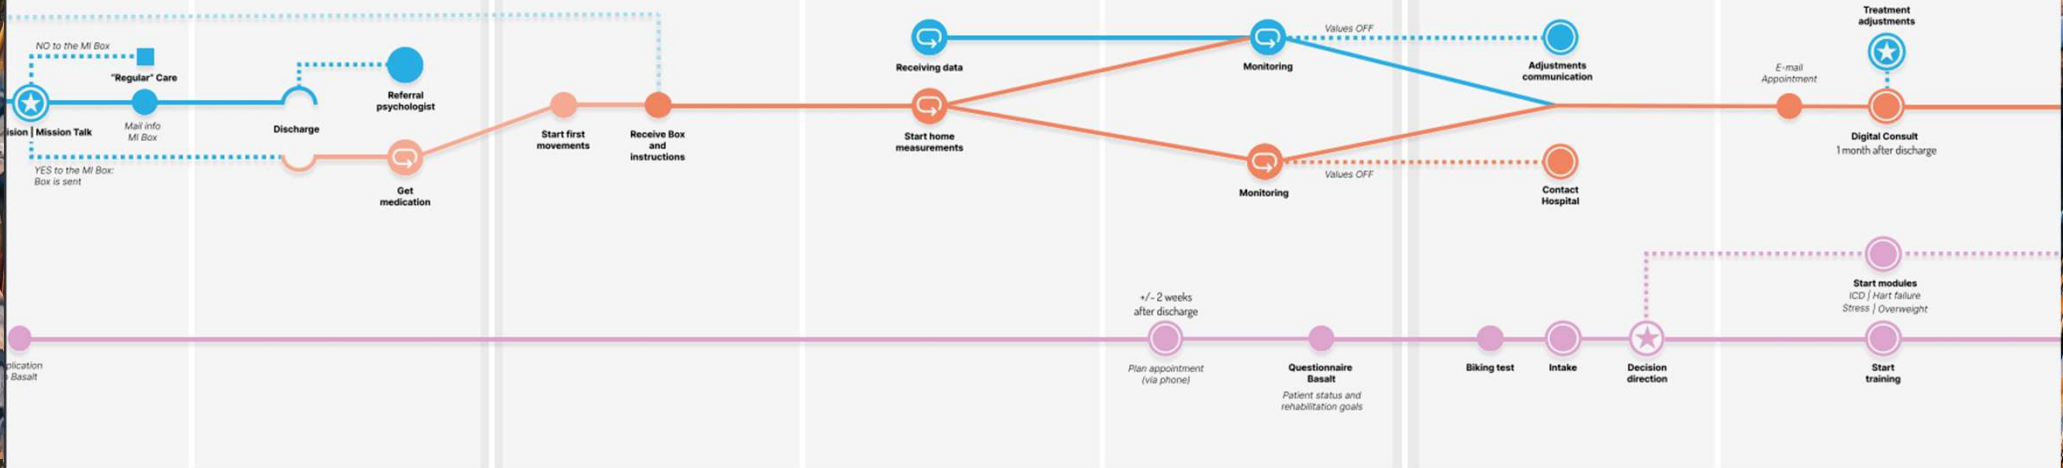 NO to the MI Box
"Regular" Care
ision | Mission Talk
Mail info
MI Box
YES to the MI Box:
Box is sent
Discharge
Referral
psychologist
Get
medication
Start first
movements
Receive Box
and
instructions
Receiving data
Start home
measurements
Monitoring
Values OFF
Adjustments
communication
Monitoring
Values OFF
Contact
Hospital
E-mail
Appointment
Treatment
adjustments
Digital Consult
1 month after discharge
plication
Basalt
+/- 2 weeks
after discharge
Plan appointment
(via phone)
Questionnaire
Basalt
Patient status and
rehabilitation goals
Biking test
Intake
Decision
direction
Start modules
ICD | Hart failure
Stress | Overweight
Start
training